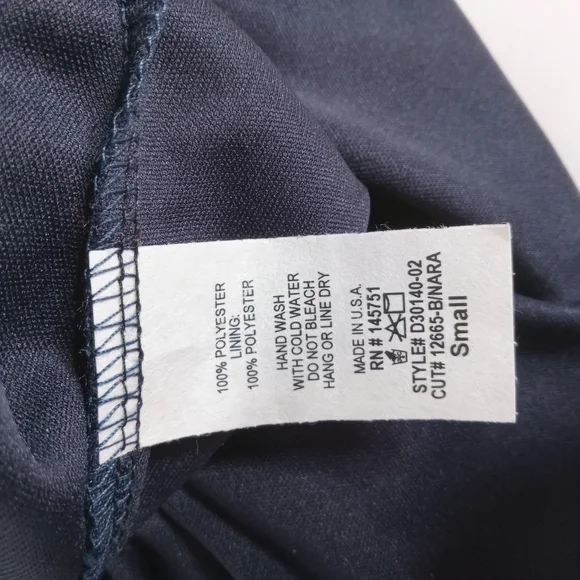 100% POLYESTER
LINING:
100% POLYESTER
HAND WASH
WITH COLD WATER
DO NOT BLEACH
HANG OR LINE DRY
MADE IN U.S.A.
RN # 145751
STYLE# D30140-02
CUT# 12665-B/NARA
Small